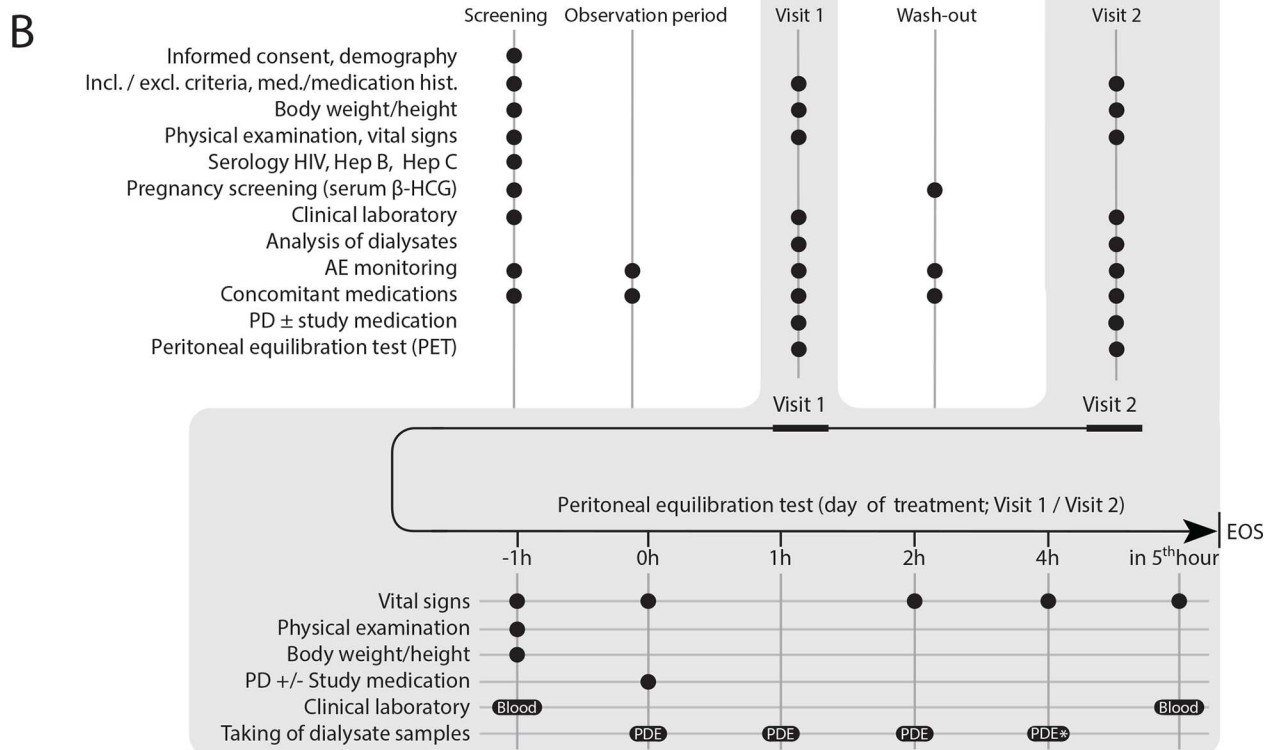 B
Screening Observation period Visit 1 Wash-out Visit 2
Informed consent, demography
Incl. / excl. criteria, med./medication hist.
Body weight/height
Physical examination, vital signs
Serology HIV, Hep B, Hep C
Pregnancy screening (serum β-HCG)
Clinical laboratory
Analysis of dialysates
AE monitoring
Concomitant medications
PD ± study medication
Peritoneal equilibration test (PET)
Visit 1 Visit 2
Peritoneal equilibration test (day of treatment; Visit 1 / Visit 2)
EOS
-1h 0h 1h 2h 4h in 5th hour
Vital signs
Physical examination
Body weight/height
PD +/- Study medication
Clinical laboratory Blood Blood
Taking of dialysate samples PDE PDE PDE PDE*